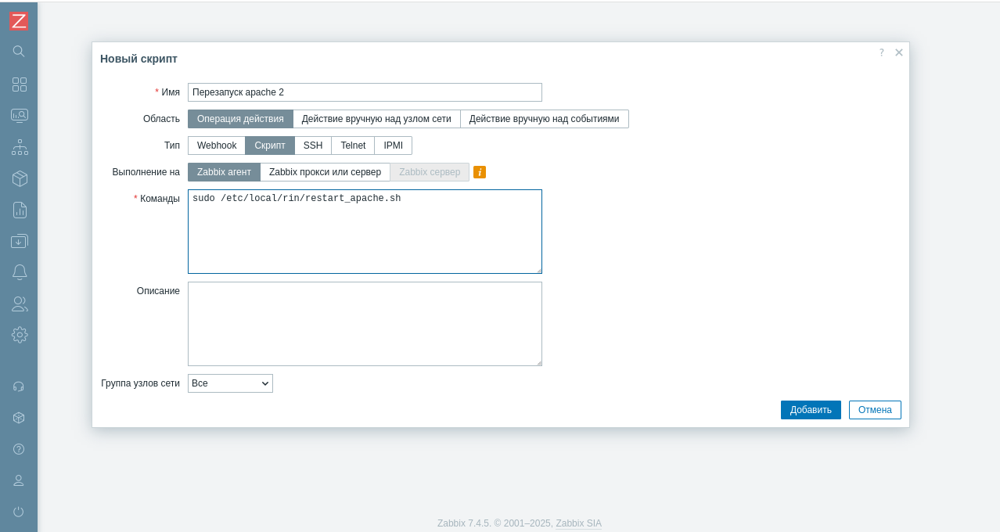 Z
Новый скрипт
?
* Имя Перезапуск apache 2
Область Операция действия Действие вручную над узлом сети Действие вручную над событиями
Тип Webhook Скрипт SSH Telnet IPMI
Выполнение на Zabbix агент Zabbix прокси или сервер Zabbix сервер i
* Команды sudo /etc/local/rin/restart_apache.sh
Описание
Группа узлов сети Все
Добавить Отмена
Zabbix 7.4.5. © 2001–2025, Zabbix SIA